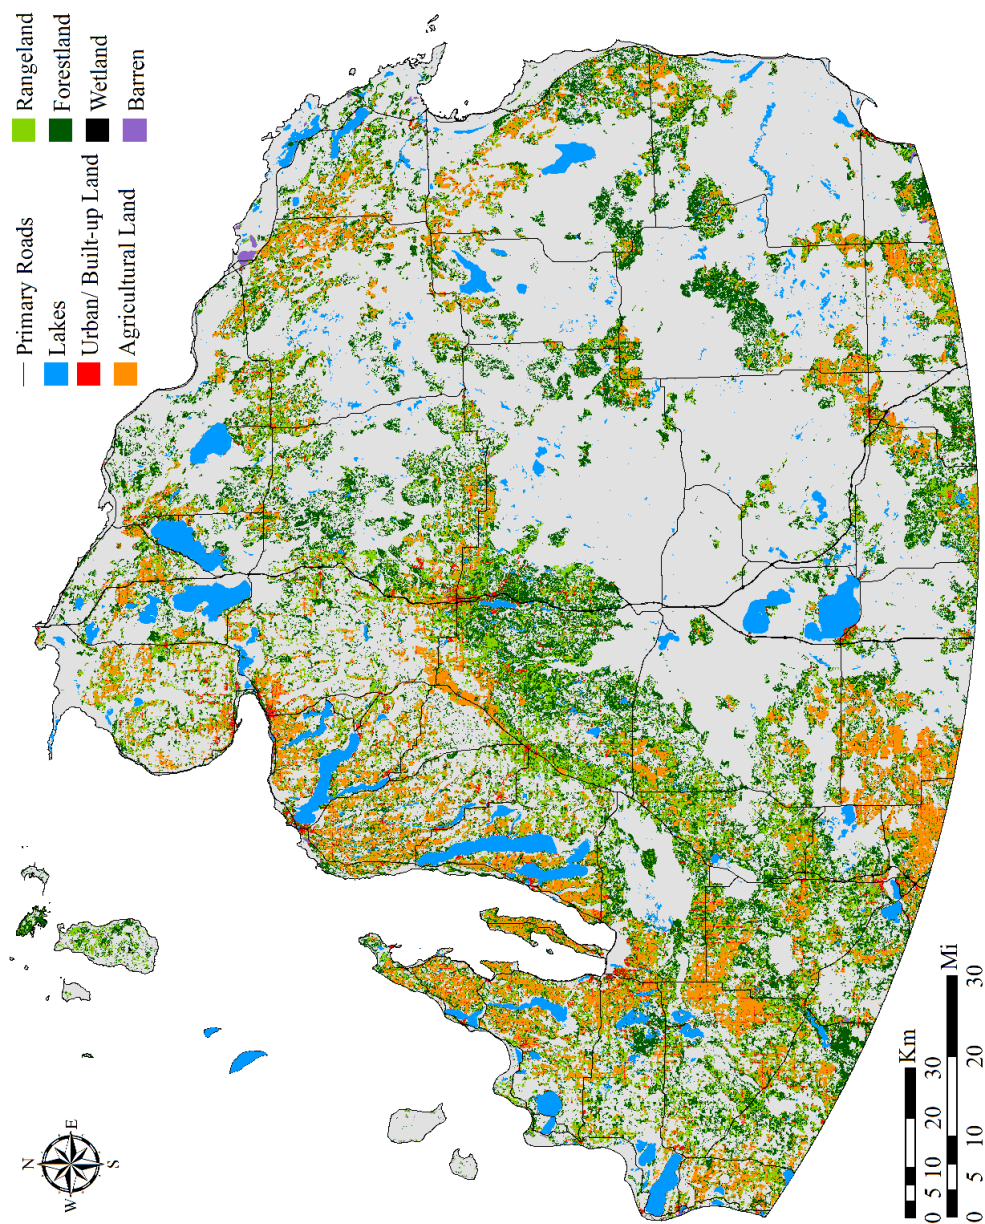 Primary Roads
Lakes
Urban/ Built-up Land
Agricultural Land
Rangeland
Forestland
Wetland
Barren
N
W E
S
Km
0 5 10 20 30
Mi
0 5 10 20 30